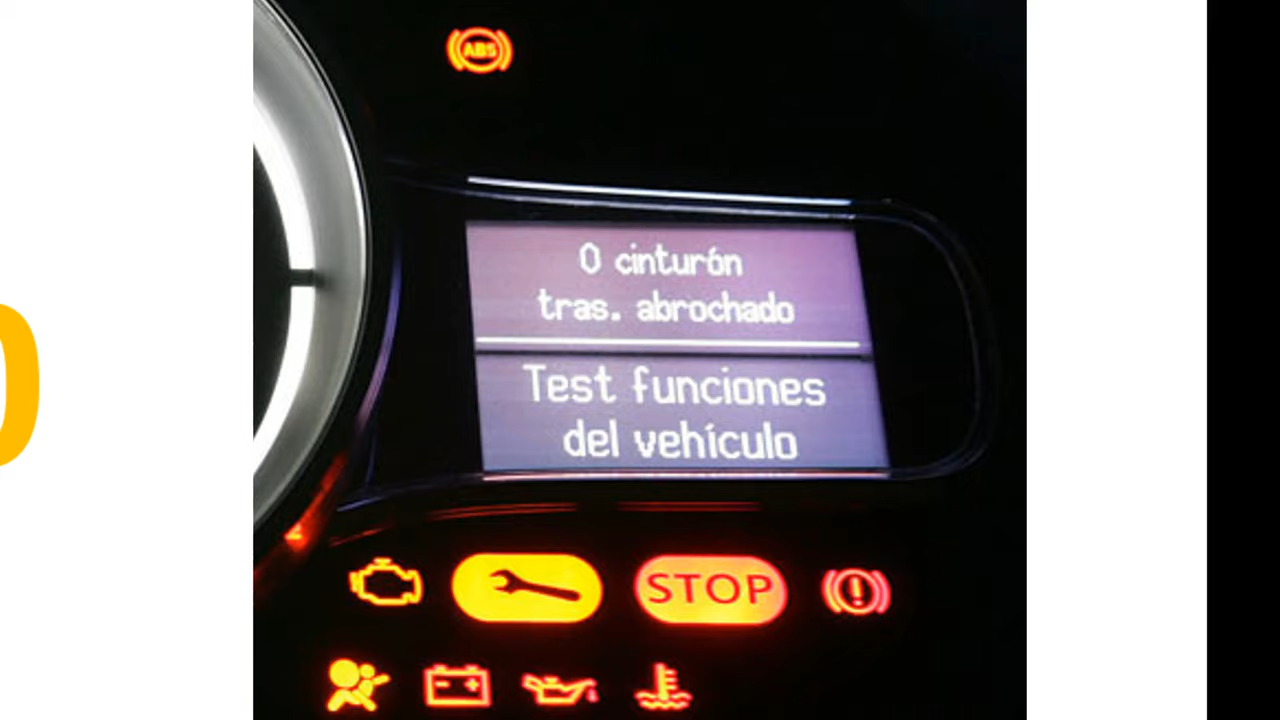 ABS
0 cinturón
tras. abrochado
Test funciones
del vehículo
STOP